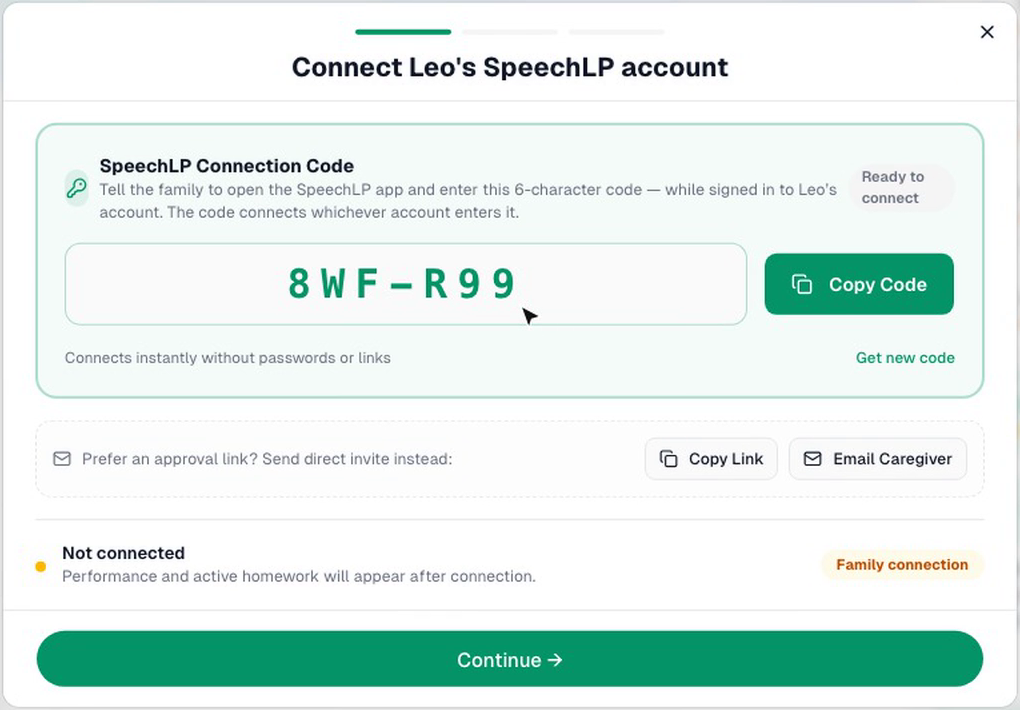 Connect Leo's SpeechLP account
SpeechLP Connection Code
Tell the family to open the SpeechLP app and enter this 6-character code — while signed in to Leo's
account. The code connects whichever account enters it.
Ready to
connect
8WF–R99
Copy Code
Connects instantly without passwords or links
Get new code
Prefer an approval link? Send direct invite instead:
Copy Link
Email Caregiver
Not connected
Performance and active homework will appear after connection.
Family connection
Continue →